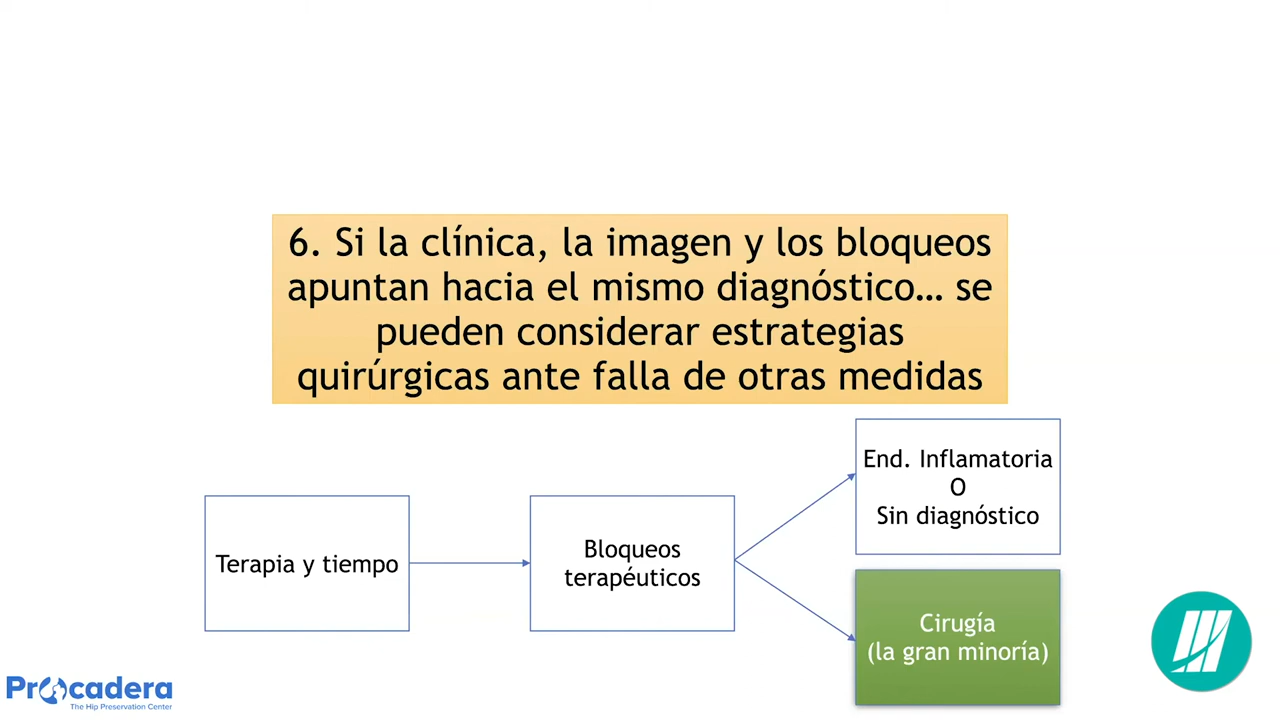 6. Si la clínica, la imagen y los bloqueos
apuntan hacia el mismo diagnóstico… se
pueden considerar estrategias
quirúrgicas ante falla de otras medidas
Terapia y tiempo
Bloqueos
terapéuticos
End. Inflamatoria
O
Sin diagnóstico
Cirugía
(la gran minoría)
Procadera
The Hip Preservation Center